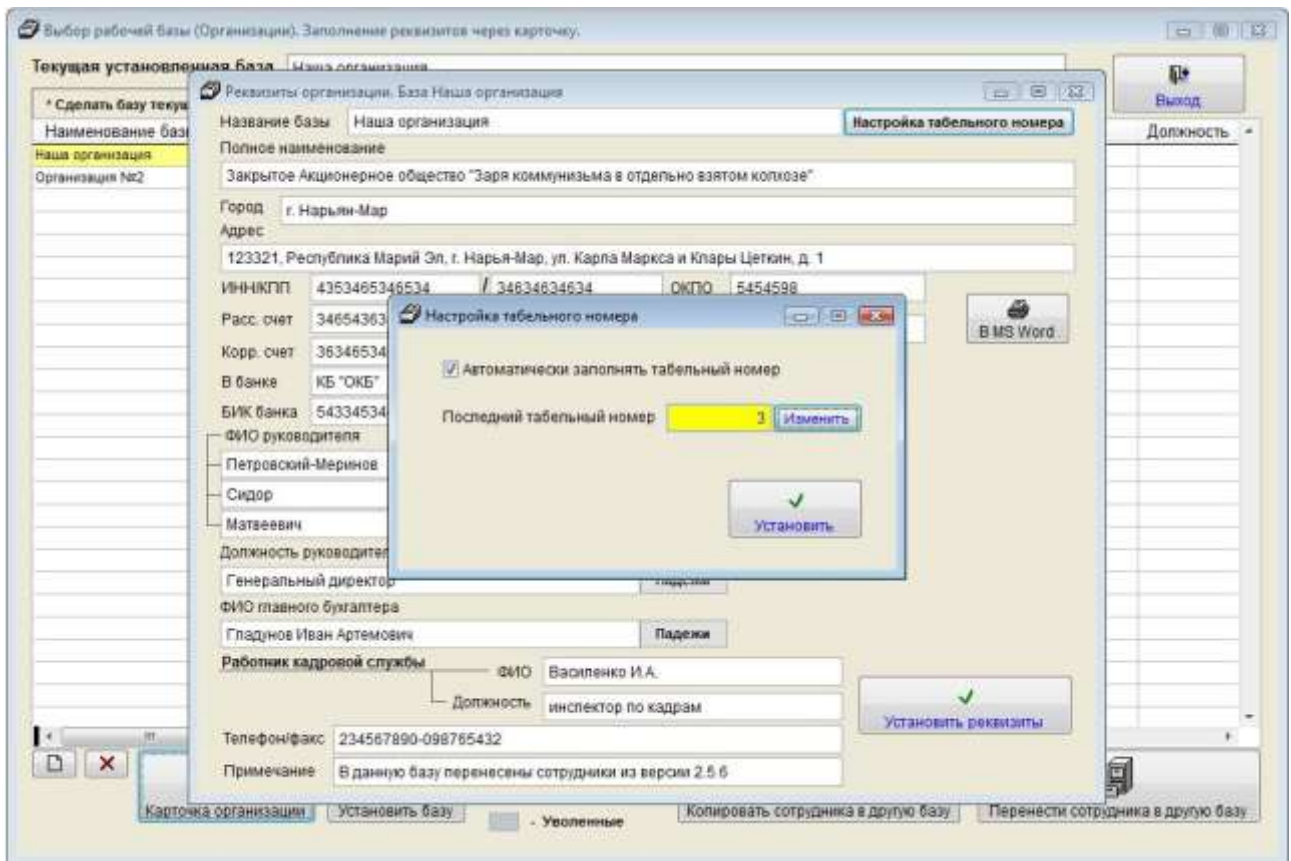 Выбор рабочей базы (Организации). Заполнение реквизитов через карточку.
Текущая установленная база Наша организация
Выход
* Сделать базу текущ
Наименование баз Должность
Наша организация
Организация №2
Реквизиты организации. База Наша организация
Название базы Наша организация Настройка табельного номера
Полное наименование
Закрытое Акционерное общество "Заря коммунизьма в отдельно взятом колхозе"
Город г. Нарьян-Мар
Адрес
123321, Республика Марий Эл, г. Нарья-Мар, ул. Карла Маркса и Клары Цеткин, д. 1
ИНН/КПП 4353465346534 / 34634634634 ОКПО 5454598
Расс. счет 34654363
В MS Word
Корр. счет 36346534
В банке КБ "ОКБ"
БИК банка 54334534
Настройка табельного номера
Автоматически заполнять табельный номер
Последний табельный номер 3 Изменить
Установить
ФИО руководителя
Петровский-Меринов
Сидор
Матвеевич
Должность руководител
Генеральный директор
ФИО главного бухгалтера
Гладунов Иван Артемович Падежи
Работник кадровой службы
ФИО Василенко И.А.
Должность инспектор по кадрам
Установить реквизиты
Телефон/факс 234567890-098765432
Примечание В данную базу перенесены сотрудники из версии 2.5.6
Карточка организации Установить базу - Уволенные Копировать сотрудника в другую базу Перенести сотрудника в другую базу